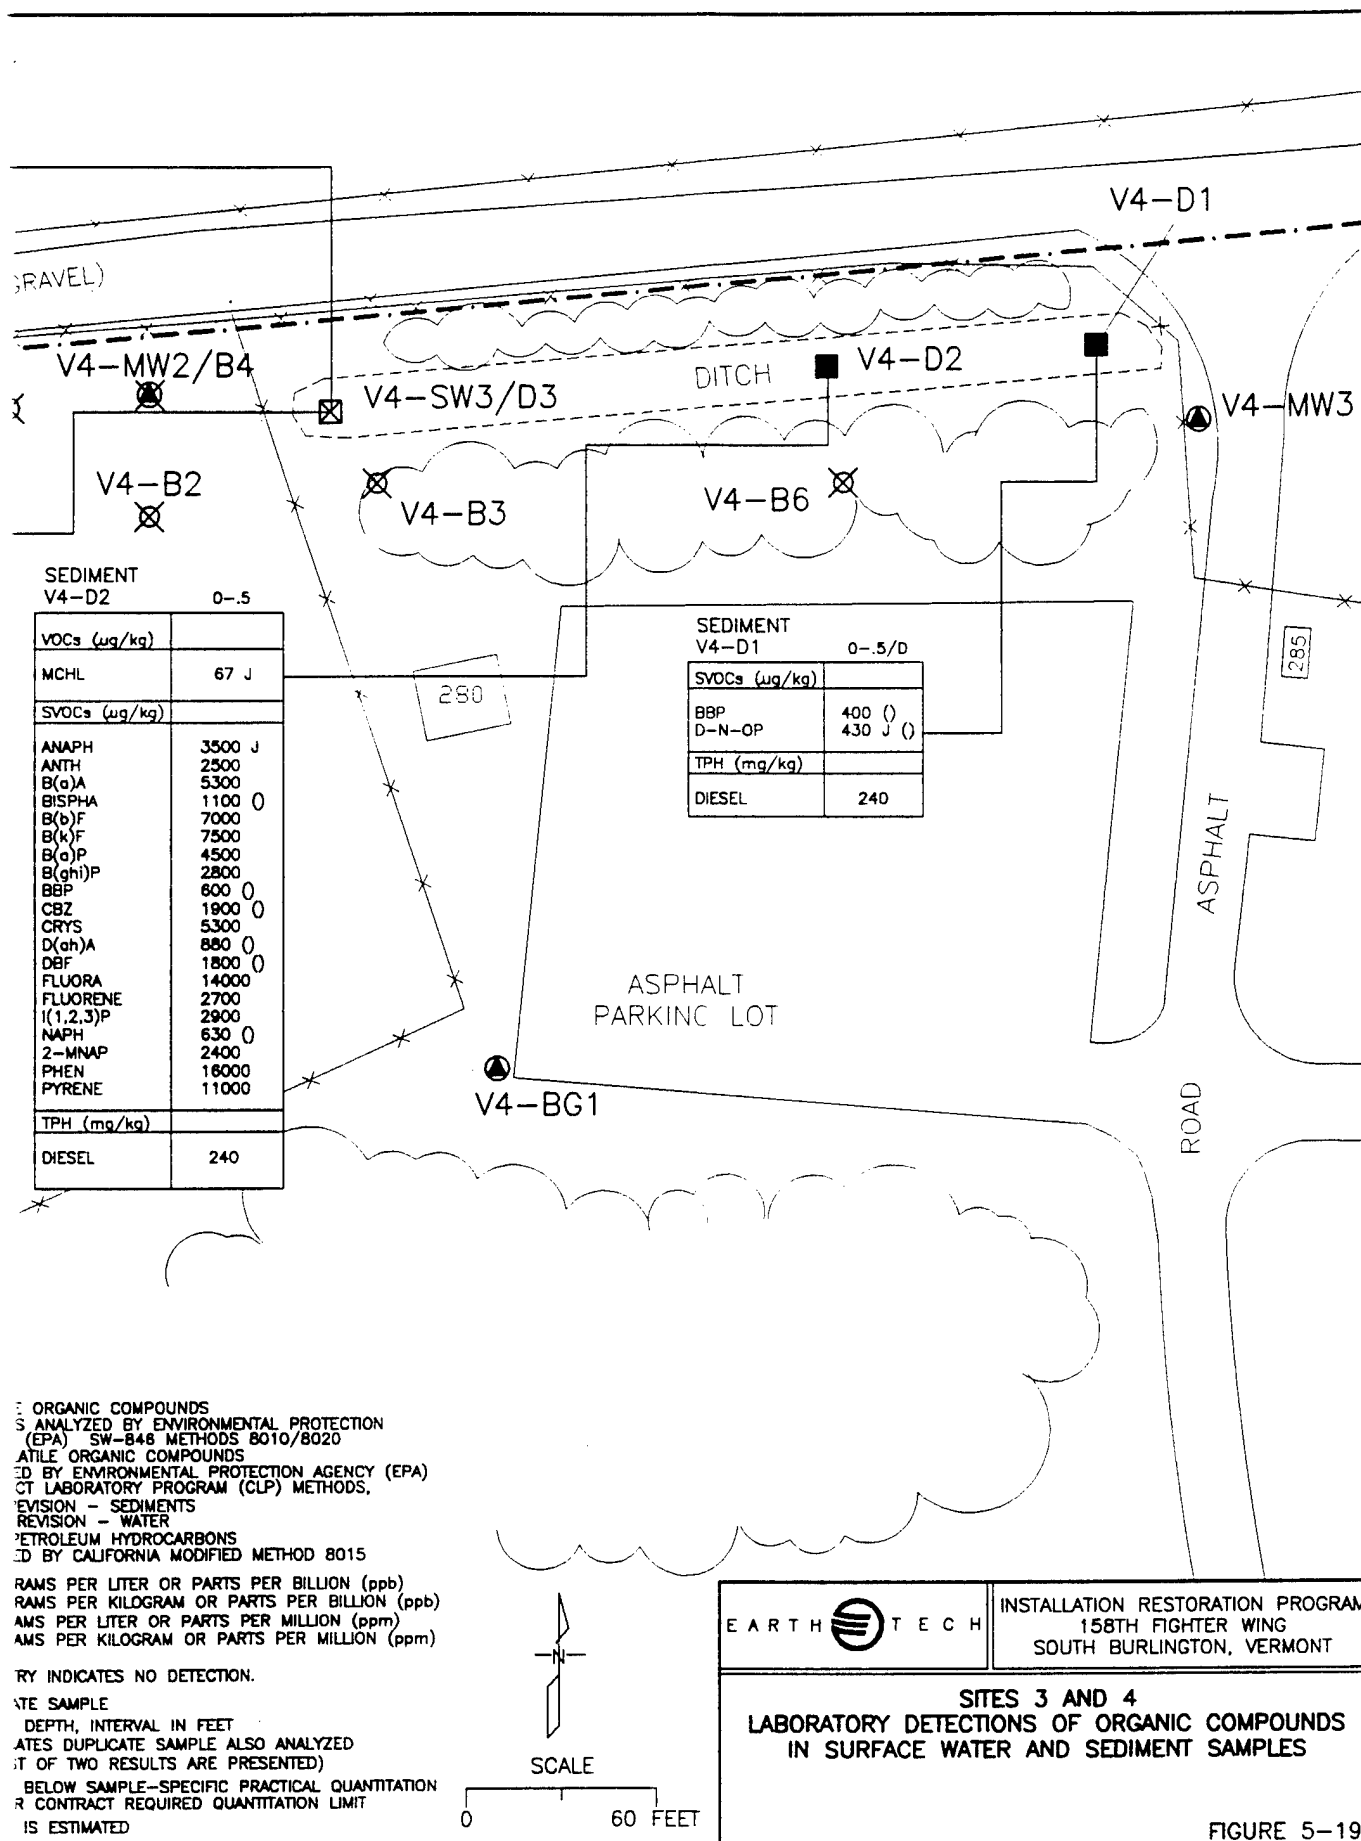 V4-D1
GRAVEL)
V4-MW2/B4
V4-SW3/D3
DITCH
V4-D2
V4-MW3
V4-B2
V4-B3
V4-B6
SEDIMENT
V4-D2 0-.5
VOCs (ug/kg)
MCHL 67 J
SVOCs (ug/kg)
ANAPH 3500 J
ANTH 2500
B(a)A 5300
BISPHA 1100 ()
B(b)F 7000
B(k)F 7500
B(a)P 4500
B(ghi)P 2800
BBP 600 ()
CBZ 1900 ()
CRYS 5300
D(ah)A 880 ()
DBF 1800 ()
FLUORA 14000
FLUORENE 2700
I(1,2,3)P 2900
NAPH 630 ()
2-MNAP 2400
PHEN 16000
PYRENE 11000
TPH (mg/kg)
DIESEL 240
280
SEDIMENT
V4-D1 0-.5/D
SVOCs (ug/kg)
BBP 400 ()
D-N-OP 430 J ()
TPH (mg/kg)
DIESEL 240
285
ASPHALT
ROAD
ASPHALT
PARKING LOT
V4-BG1
ORGANIC COMPOUNDS
S ANALYZED BY ENVIRONMENTAL PROTECTION
(EPA) SW-846 METHODS 8010/8020
ATILE ORGANIC COMPOUNDS
ED BY ENVIRONMENTAL PROTECTION AGENCY (EPA)
CT LABORATORY PROGRAM (CLP) METHODS,
EVISION - SEDIMENTS
REVISION - WATER
PETROLEUM HYDROCARBONS
ED BY CALIFORNIA MODIFIED METHOD 8015
RAMS PER LITER OR PARTS PER BILLION (ppb)
RAMS PER KILOGRAM OR PARTS PER BILLION (ppb)
AMS PER LITER OR PARTS PER MILLION (ppm)
AMS PER KILOGRAM OR PARTS PER MILLION (ppm)
RY INDICATES NO DETECTION.
ATE SAMPLE
DEPTH, INTERVAL IN FEET
ATES DUPLICATE SAMPLE ALSO ANALYZED
ST OF TWO RESULTS ARE PRESENTED)
BELOW SAMPLE-SPECIFIC PRACTICAL QUANTITATION
R CONTRACT REQUIRED QUANTITATION LIMIT
IS ESTIMATED
N
SCALE
0 60 FEET
EARTH TECH
INSTALLATION RESTORATION PROGRAM
158TH FIGHTER WING
SOUTH BURLINGTON, VERMONT
SITES 3 AND 4
LABORATORY DETECTIONS OF ORGANIC COMPOUNDS
IN SURFACE WATER AND SEDIMENT SAMPLES
FIGURE 5-19